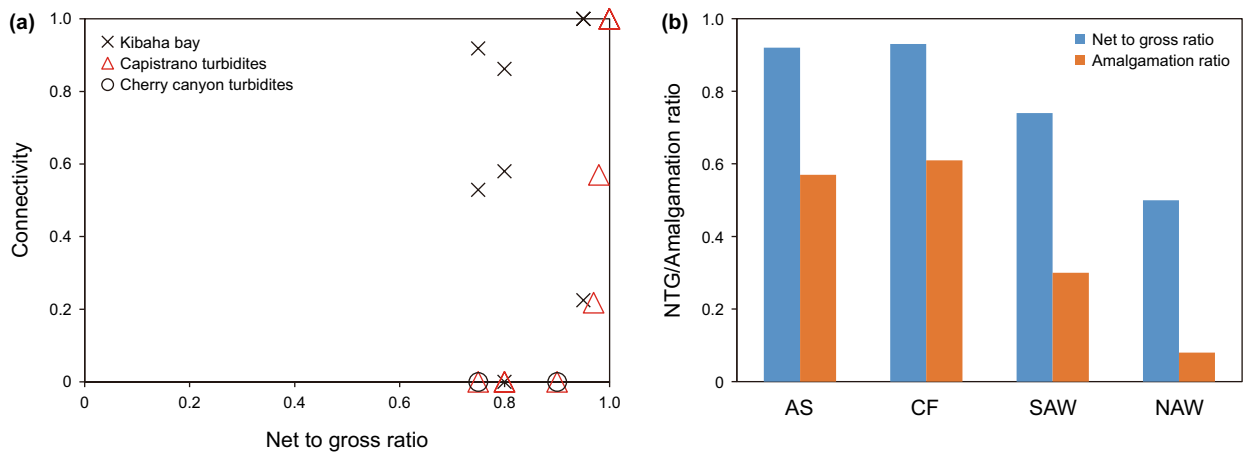 (a)
Kibaha bay
Capistrano turbidites
Cherry canyon turbidites
Connectivity
1.0
0.8
0.6
0.4
0.2
0
0
0.2
0.4
0.6
0.8
1.0
Net to gross ratio
(b)
Net to gross ratio
Amalgamation ratio
NTG/Amalgamation ratio
1.0
0.8
0.6
0.4
0.2
0
AS
CF
SAW
NAW